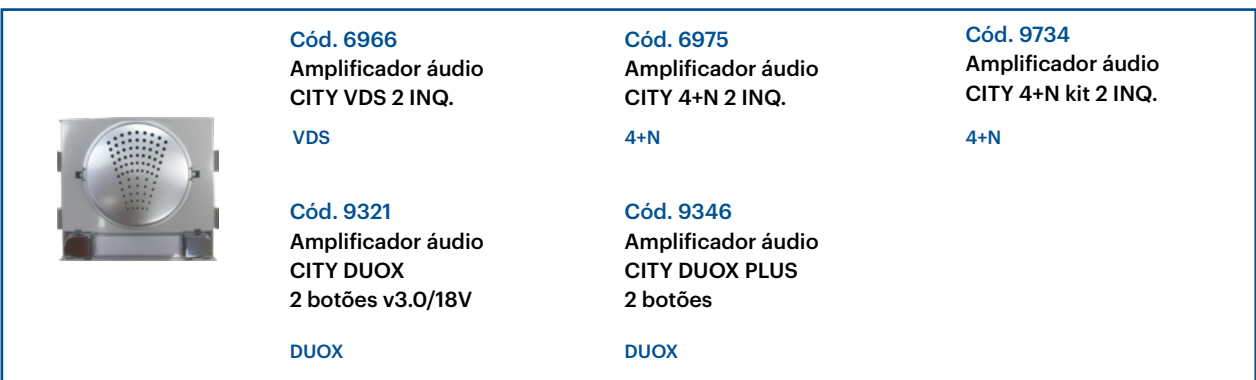 Cód. 6966
Amplificador áudio
CITY VDS 2 INQ.
VDS
Cód. 6975
Amplificador áudio
CITY 4+N 2 INQ.
4+N
Cód. 9734
Amplificador áudio
CITY 4+N kit 2 INQ.
4+N
Cód. 9321
Amplificador áudio
CITY DUOX
2 botões v3.0/18V
DUOX
Cód. 9346
Amplificador áudio
CITY DUOX PLUS
2 botões
DUOX